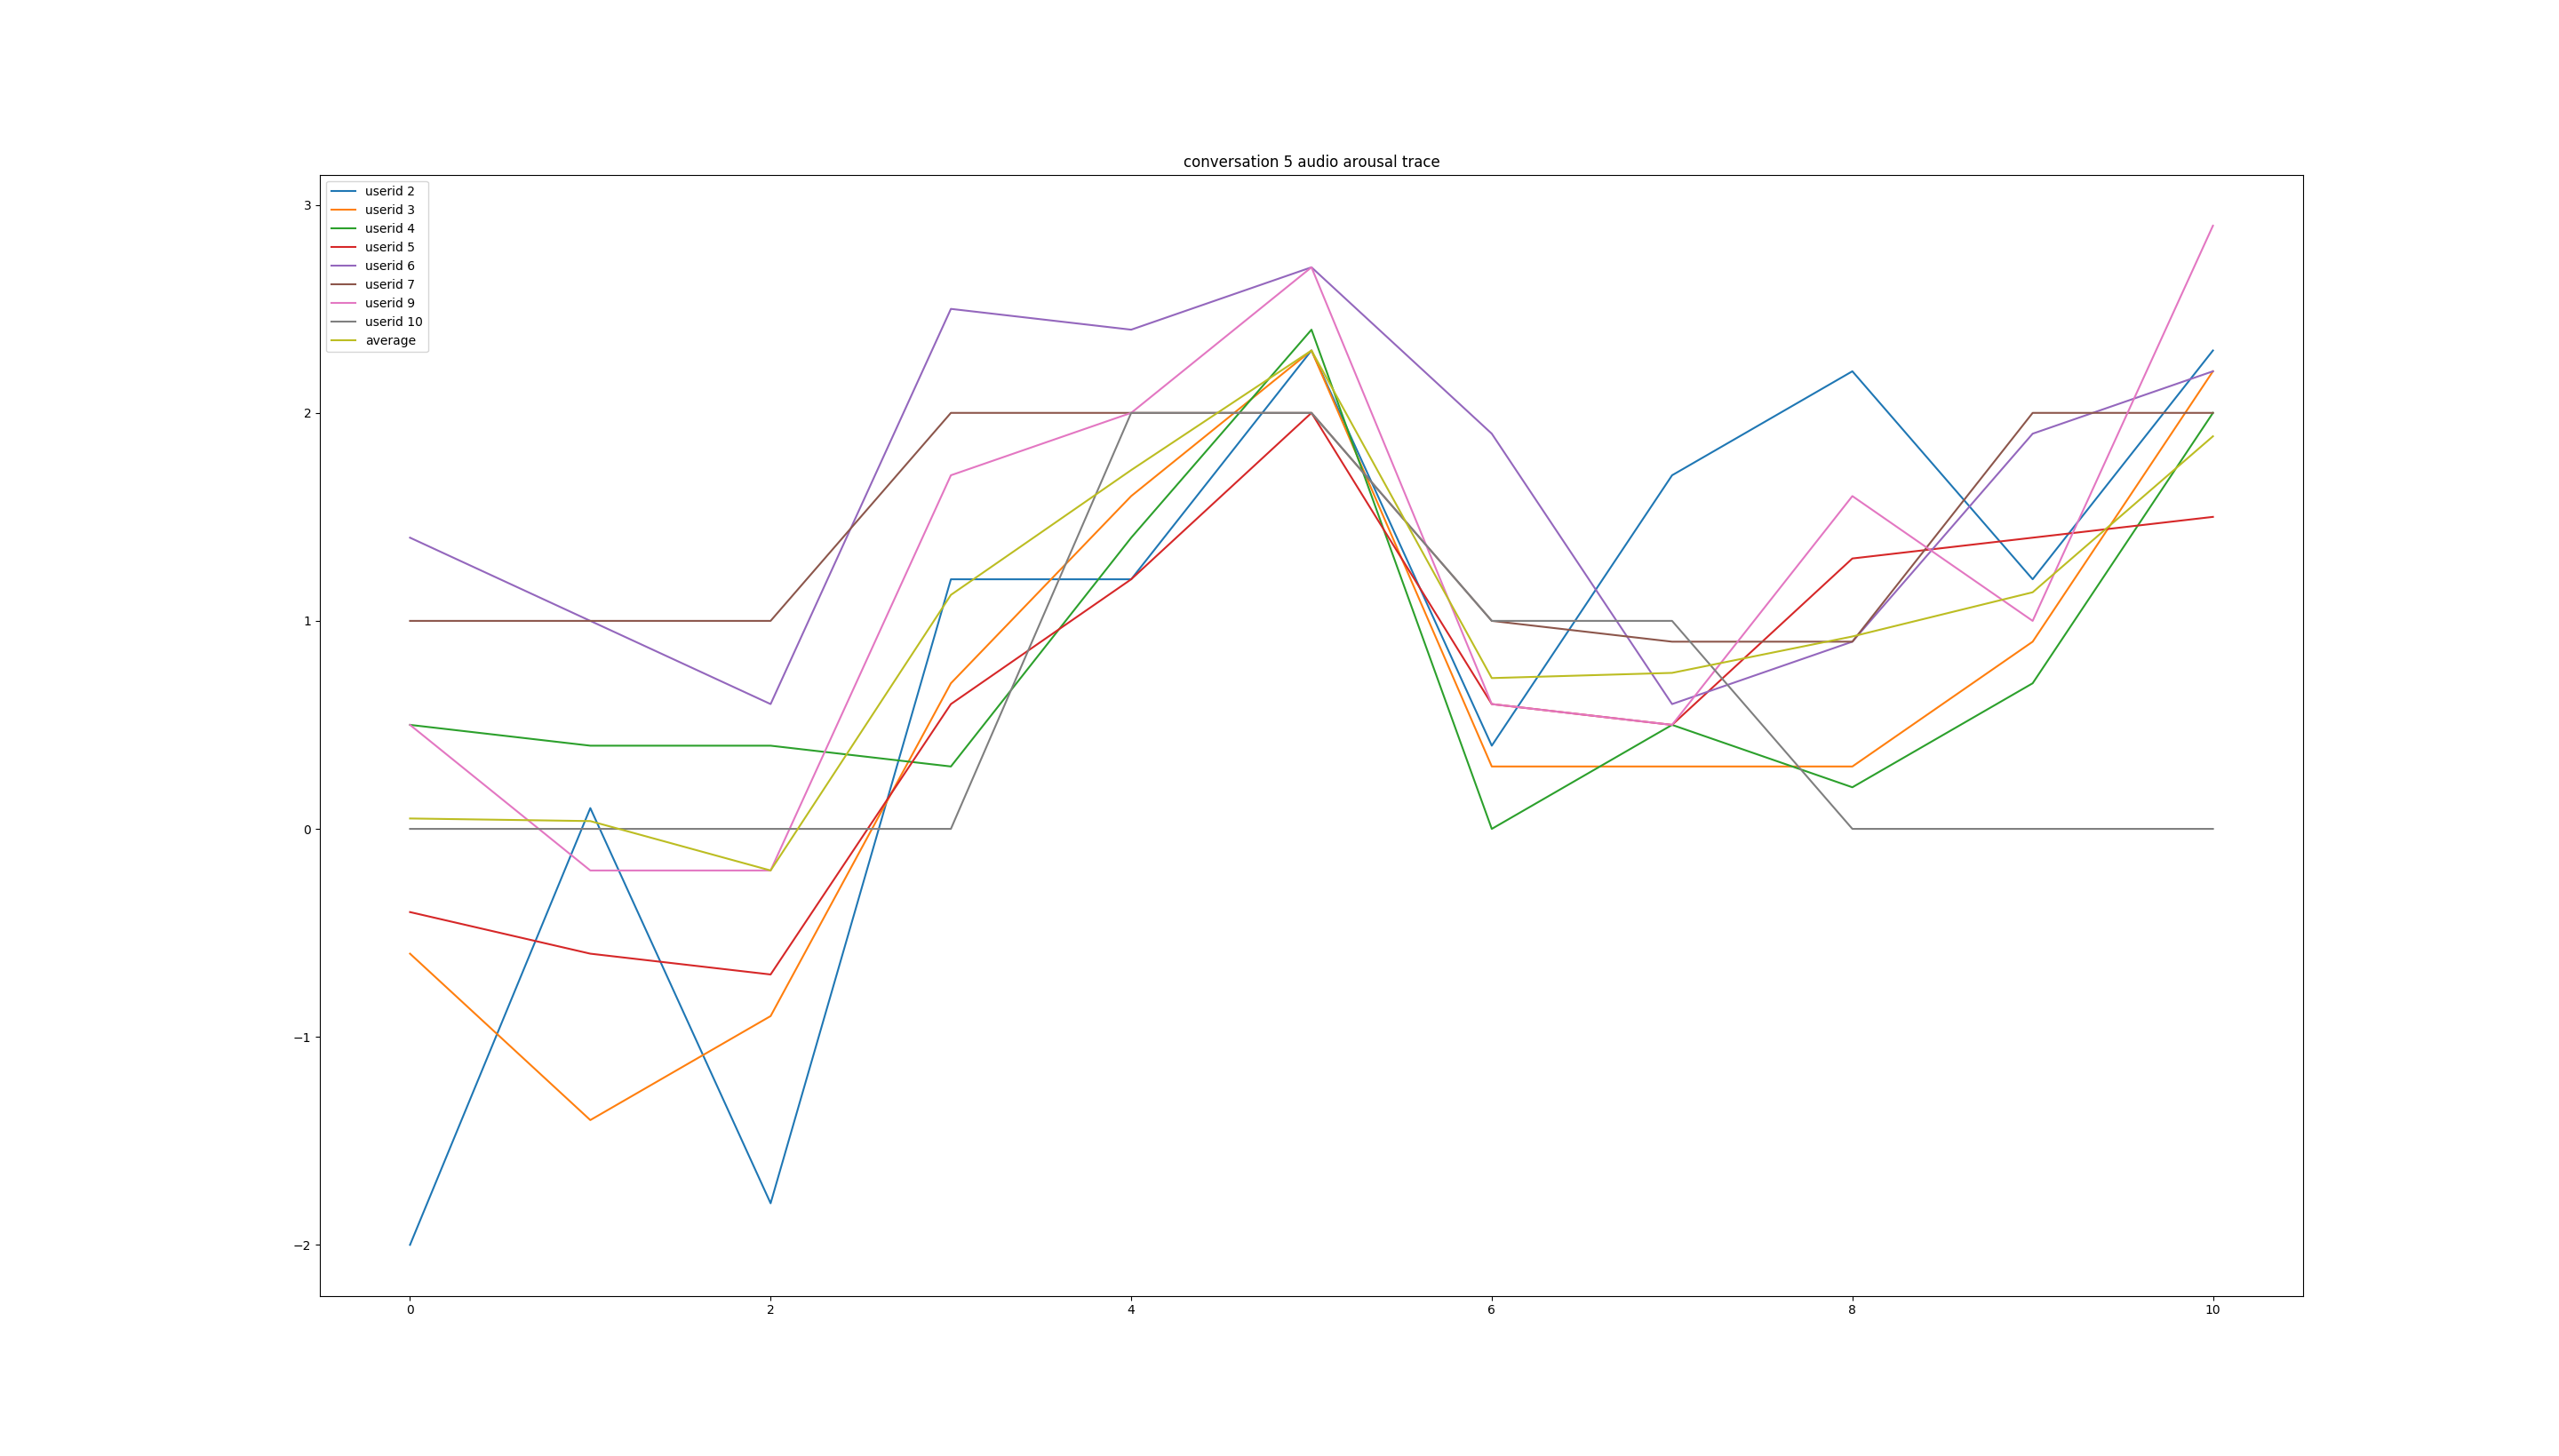 conversation 5 audio arousal trace
userid 2
userid 3
userid 4
userid 5
userid 6
userid 7
userid 9
userid 10
average
3
2
1
0
−1
−2
0 2 4 6 8 10